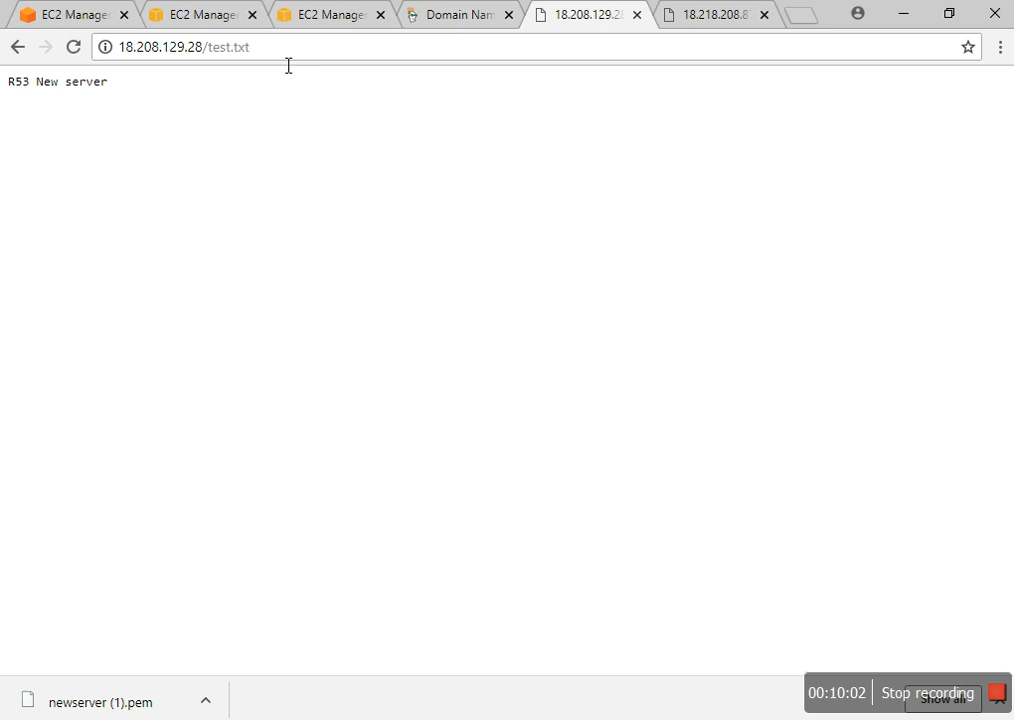 EC2 Manage
EC2 Manage
EC2 Manage
Domain Nam
18.208.129.28
18.218.208.8
18.208.129.28/test.txt
R53 New server
newserver (1).pem
00:10:02
Stop recording
Show all